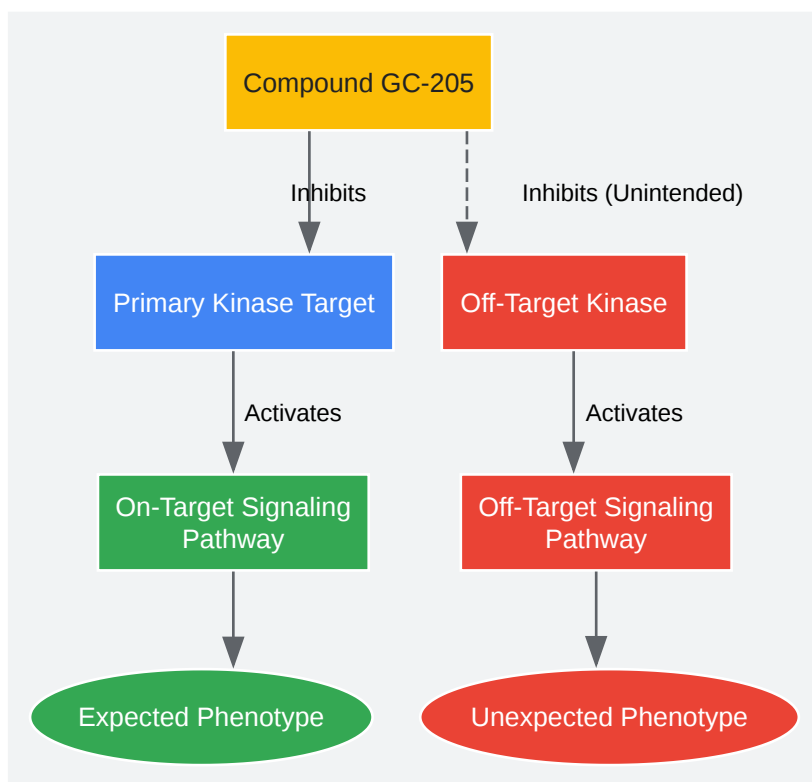 Compound GC-205
Inhibits
Inhibits (Unintended)
Primary Kinase Target
Off-Target Kinase
Activates
Activates
On-Target Signaling
Pathway
Off-Target Signaling
Pathway
Expected Phenotype
Unexpected Phenotype